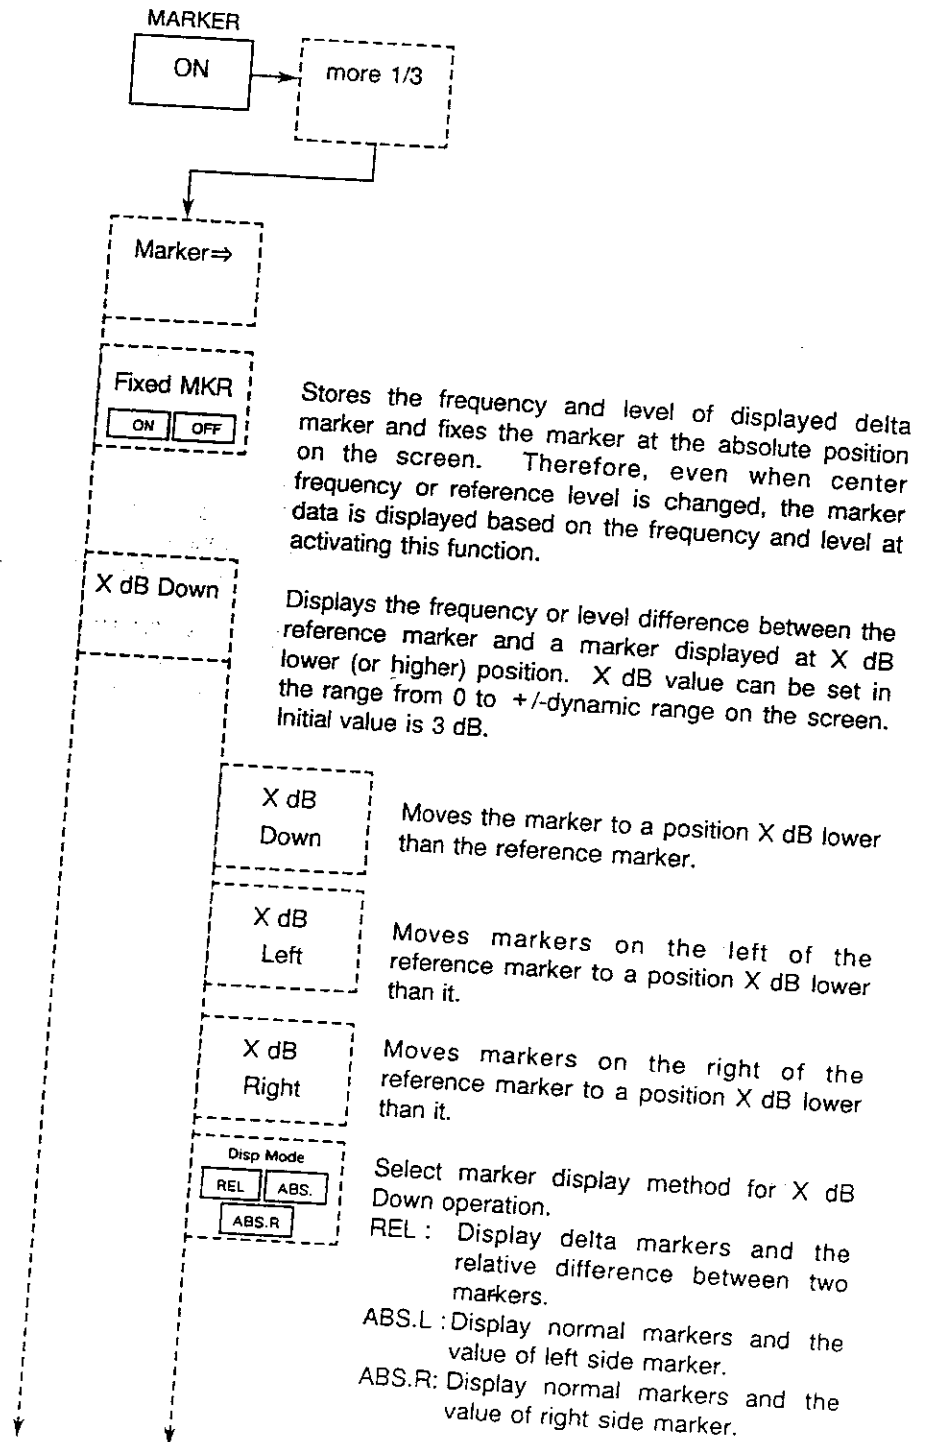 MARKER
ON
more 1/3
Marker⇒
Fixed MKR
ON OFF
Stores the frequency and level of displayed delta
marker and fixes the marker at the absolute position
on the screen. Therefore, even when center
frequency or reference level is changed, the marker
data is displayed based on the frequency and level at
activating this function.
X dB Down
Displays the frequency or level difference between the
reference marker and a marker displayed at X dB
lower (or higher) position. X dB value can be set in
the range from 0 to +/-dynamic range on the screen.
Initial value is 3 dB.
X dB
Down
Moves the marker to a position X dB lower
than the reference marker.
X dB
Left
Moves markers on the left of the
reference marker to a position X dB lower
than it.
X dB
Right
Moves markers on the right of the
reference marker to a position X dB lower
than it.
Disp Mode
REL ABS.
ABS.R
Select marker display method for X dB
Down operation.
REL : Display delta markers and the
relative difference between two
markers.
ABS.L : Display normal markers and the
value of left side marker.
ABS.R: Display normal markers and the
value of right side marker.